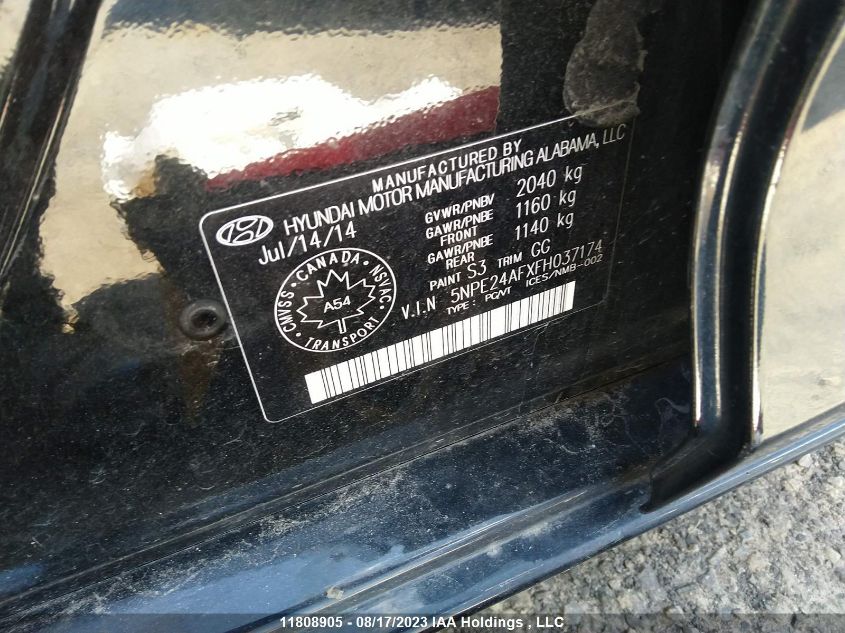 MANUFACTURED BY
HYUNDAI MOTOR MANUFACTURING ALABAMA, LLC
Jul/14/14
GVWR/PNBV 2040 kg
GAWR/PNBE FRONT 1160 kg
GAWR/PNBE REAR 1140 kg
PAINT S3 TRIM GG
V.I.N 5NPE24AFXFH037174
TYPE : PC/VT ICES/NMB-002
CANADA
CMVSS · NSVAC
A54
TRANSPORT
11808905 - 08/17/2023 IAA Holdings , LLC